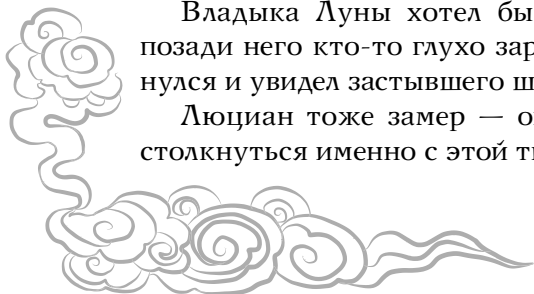 Владыка Луны хотел бы
позади него кто-то глухо зар
нулся и увидел застывшего ш
Люциан тоже замер — о
столкнуться именно с этой т